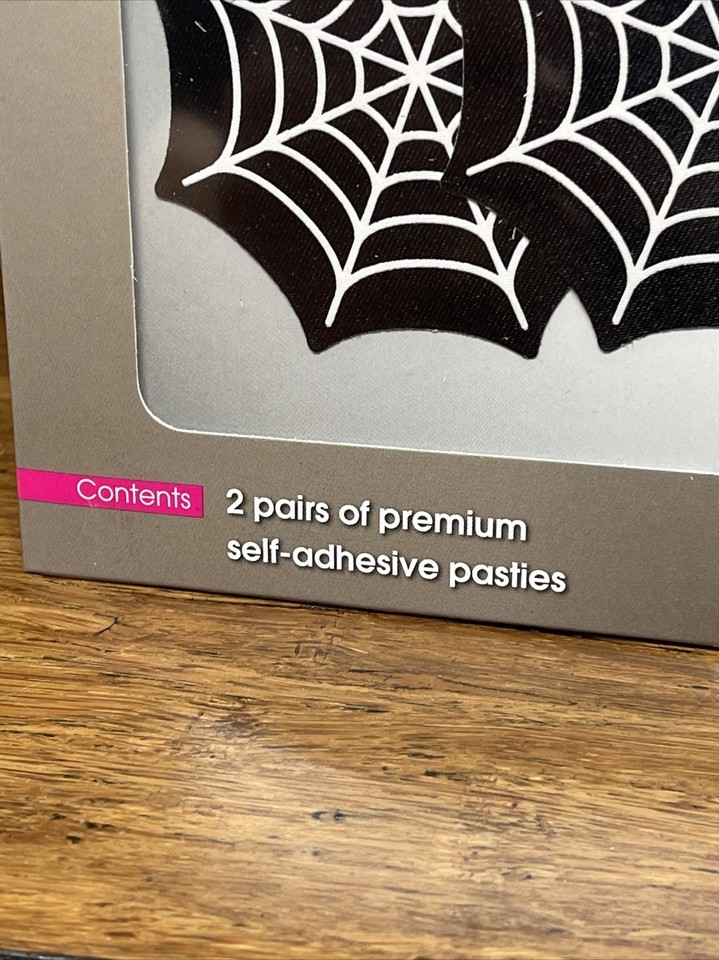 Contents
2 pairs of premium
self-adhesive pasties